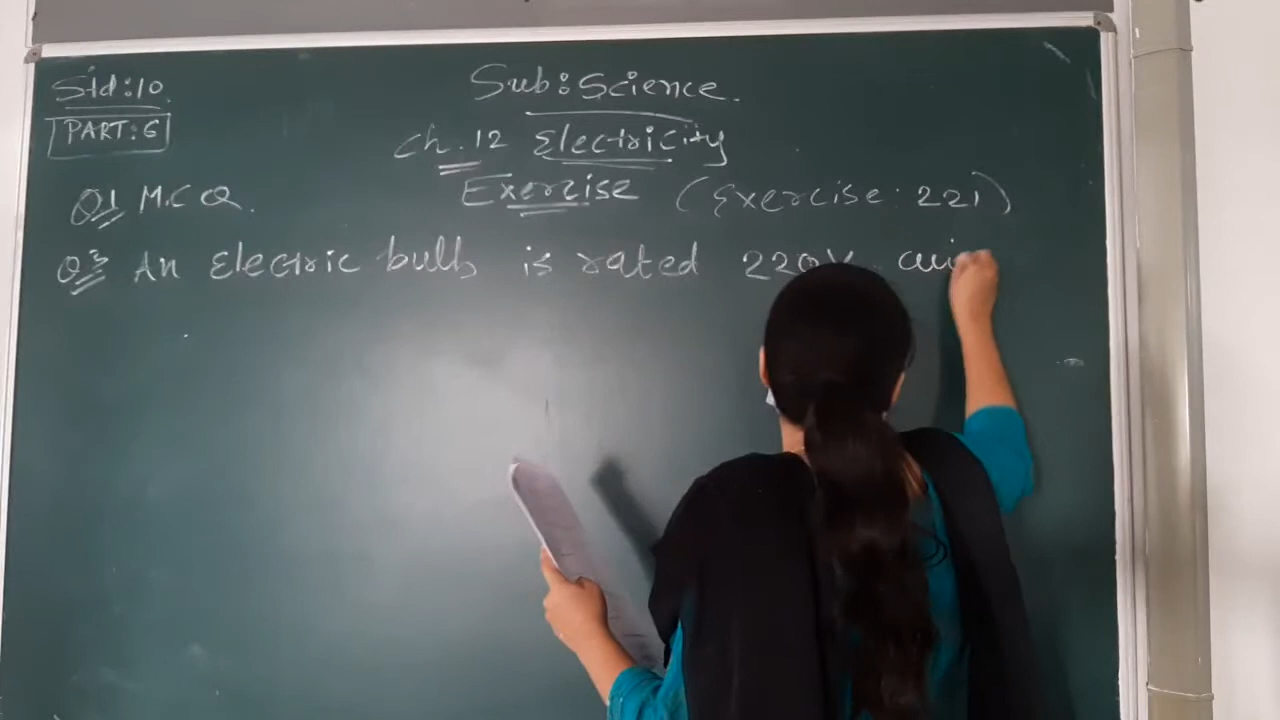 Std:10.
Sub:Science.
PART:6
Ch.12 Electricity
Exercise (Exercise:221)
Q1 M.C Q.
Q3 An Electric bulb is rated 220V